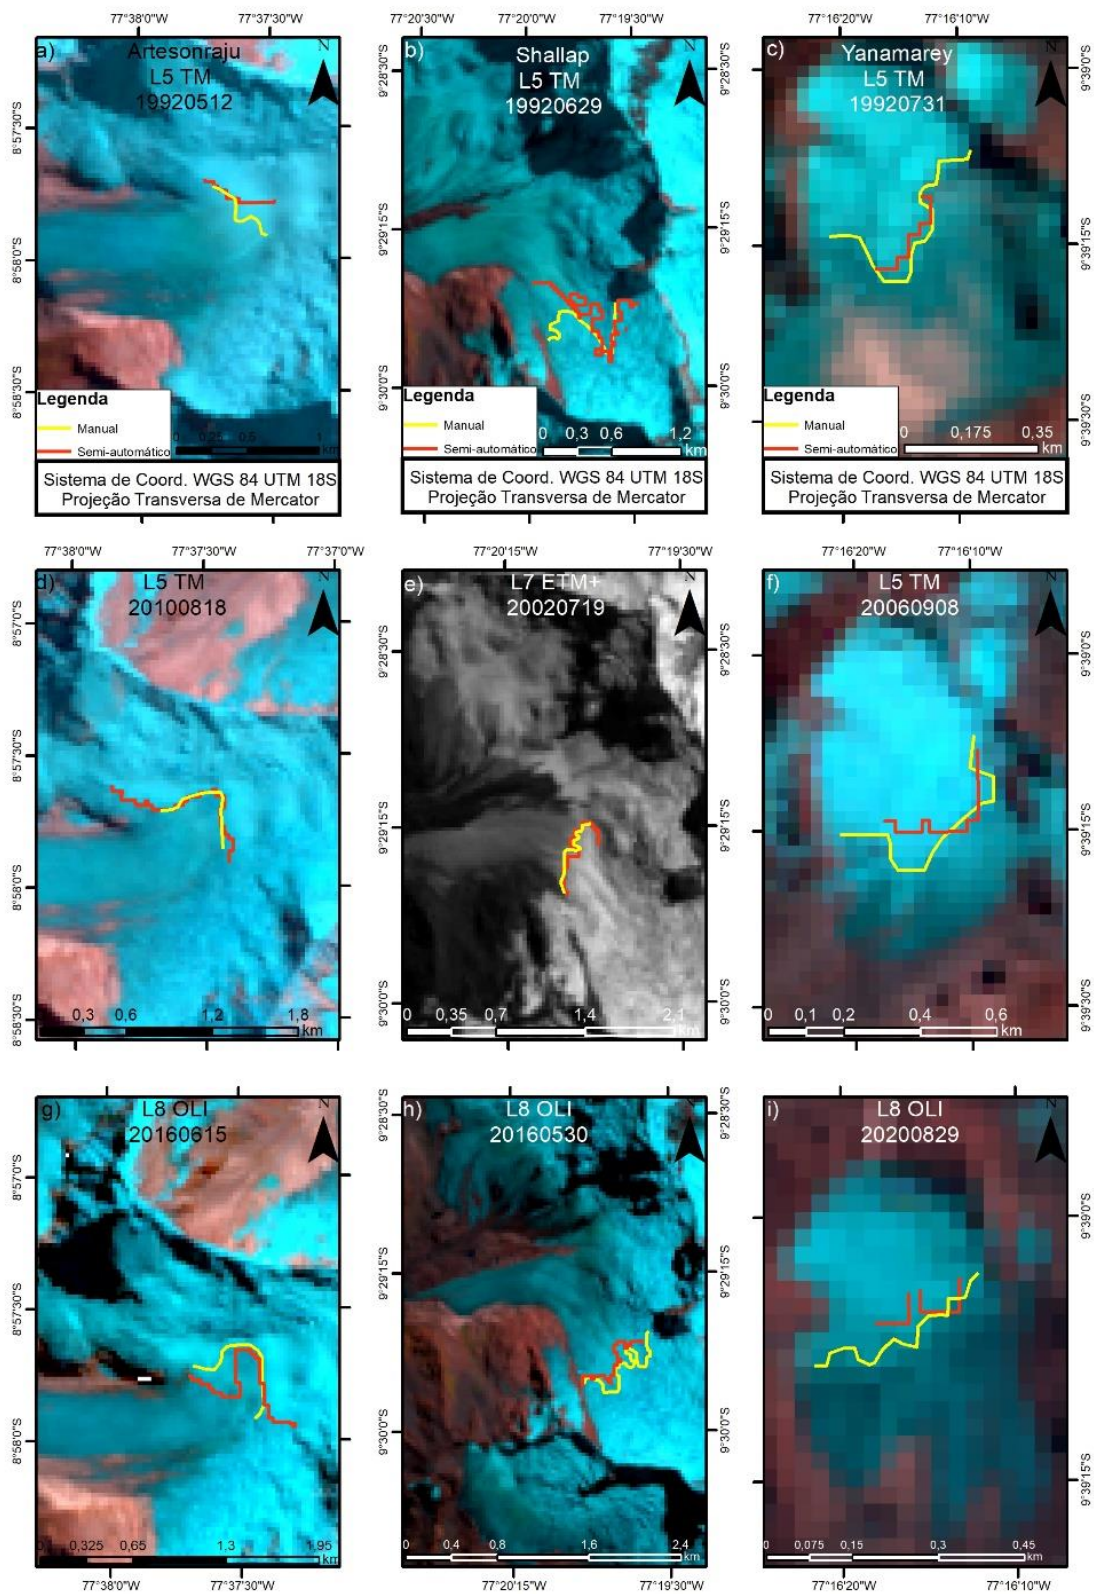 77°38'0"W 77°37'30"W
77°20'30"S 77°20'0"W 77°19'30"W
77°16'20"W 77°16'10"W
a) Artesonraju
L5 TM
19920512
N
8°57'30"S
8°58'0"S
8°58'30"S
Legenda
Manual
Semi-automático
0 0,25 0,5 1
km
Sistema de Coord. WGS 84 UTM 18S
Projeção Transversa de Mercator
b) Shallap
L5 TM
19920629
N
9°28'30"S
9°29'15"S
9°30'0"S
Legenda
Manual
Semi-automático
0 0,3 0,6 1,2
km
Sistema de Coord. WGS 84 UTM 18S
Projeção Transversa de Mercator
c) Yanamarey
L5 TM
19920731
N
9°39'0"S
9°39'15"S
9°39'30"S
Legenda
Manual
Semi-automático
0 0,175 0,35
km
Sistema de Coord. WGS 84 UTM 18S
Projeção Transversa de Mercator
77°38'0"W 77°37'30"W 77°37'0"W
77°20'15"W 77°19'30"W
77°16'20"W 77°16'10"W
d) L5 TM
20100818
N
8°57'0"S
8°57'30"S
8°58'0"S
8°58'30"S
0,3 0,6 1,2 1,8
km
e) L7 ETM+
20020719
N
9°28'30"S
9°29'15"S
9°30'0"S
0 0,35 0,7 1,4 2,1
km
f) L5 TM
20060908
N
9°39'0"S
9°39'15"S
9°39'30"S
0 0,1 0,2 0,4 0,6
km
g) L8 OLI
20160615
N
8°57'0"S
8°57'30"S
8°58'0"S
0 0,325 0,65 1,3 1,95
km
h) L8 OLI
20160530
N
9°28'30"S
9°29'15"S
9°30'0"S
0 0,4 0,8 1,6 2,4
km
i) L8 OLI
20200829
N
9°39'0"S
9°39'15"S
0 0,075 0,15 0,3 0,45
km
77°38'0"W 77°37'30"W
77°20'15"W 77°19'30"W
77°16'20"W 77°16'10"W